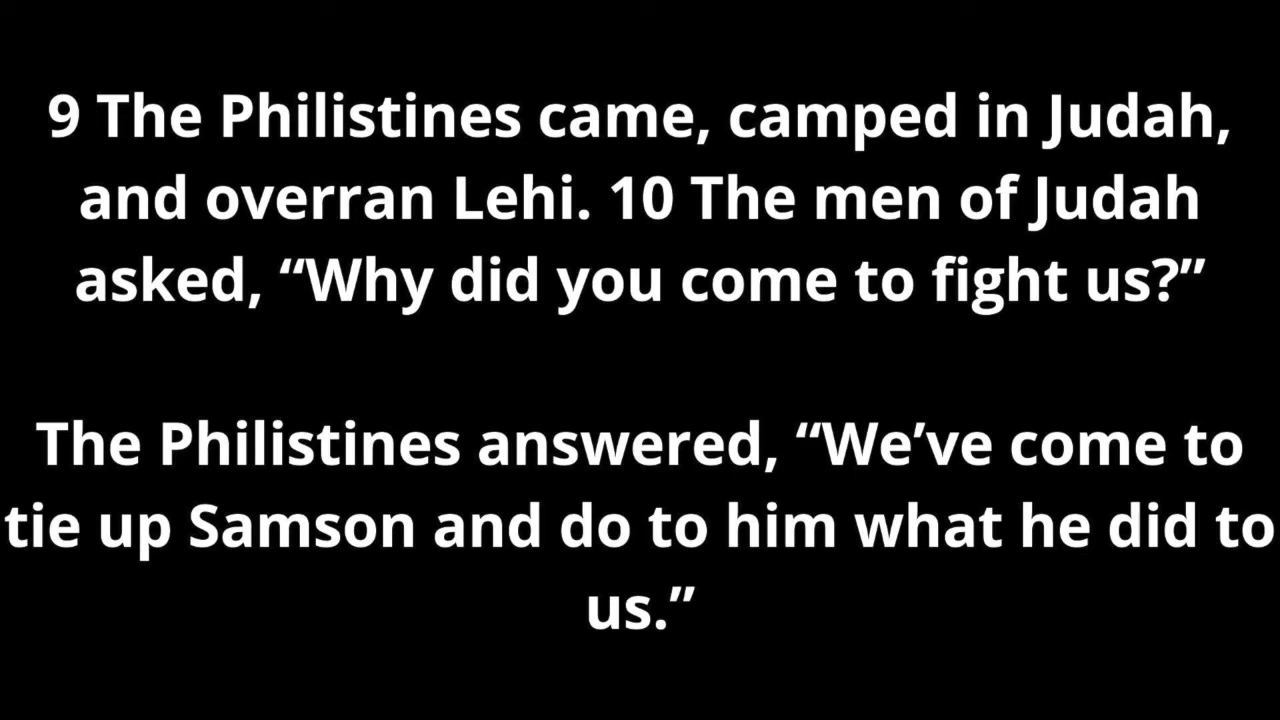 9 The Philistines came, camped in Judah,
and overran Lehi. 10 The men of Judah
asked, “Why did you come to fight us?”
The Philistines answered, “We’ve come to
tie up Samson and do to him what he did to
us.”